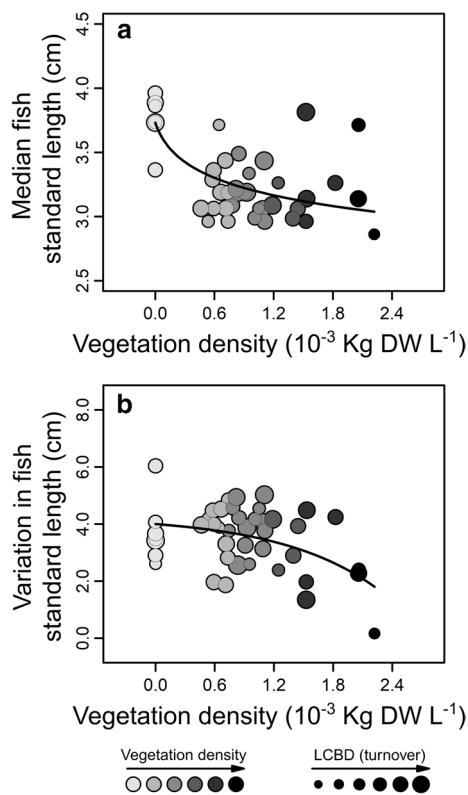 a
Median fish
standard length (cm)
4.5
4.0
3.5
3.0
2.5
0.0 0.6 1.2 1.8 2.4
Vegetation density (10⁻³ Kg DW L⁻¹)
b
Variation in fish
standard length (cm)
8.0
6.0
4.0
2.0
0.0
0.0 0.6 1.2 1.8 2.4
Vegetation density (10⁻³ Kg DW L⁻¹)
Vegetation density LCBD (turnover)